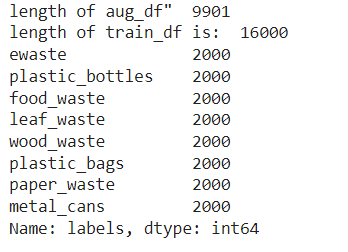 length of aug_df"  9901
length of train_df is:  16000
ewaste             2000
plastic_bottles    2000
food_waste         2000
leaf_waste         2000
wood_waste         2000
plastic_bags       2000
paper_waste        2000
metal_cans         2000
Name: labels, dtype: int64